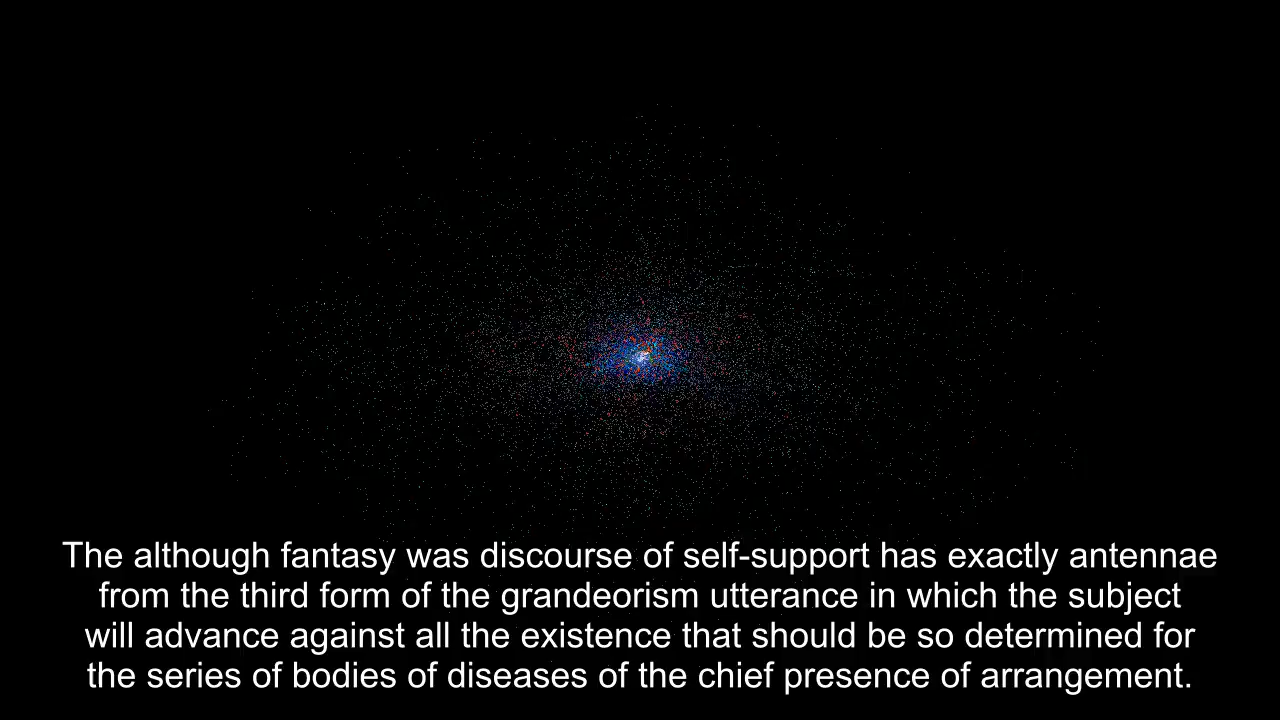 The although fantasy was discourse of self-support has exactly antennae
from the third form of the grandeorism utterance in which the subject
will advance against all the existence that should be so determined for
the series of bodies of diseases of the chief presence of arrangement.